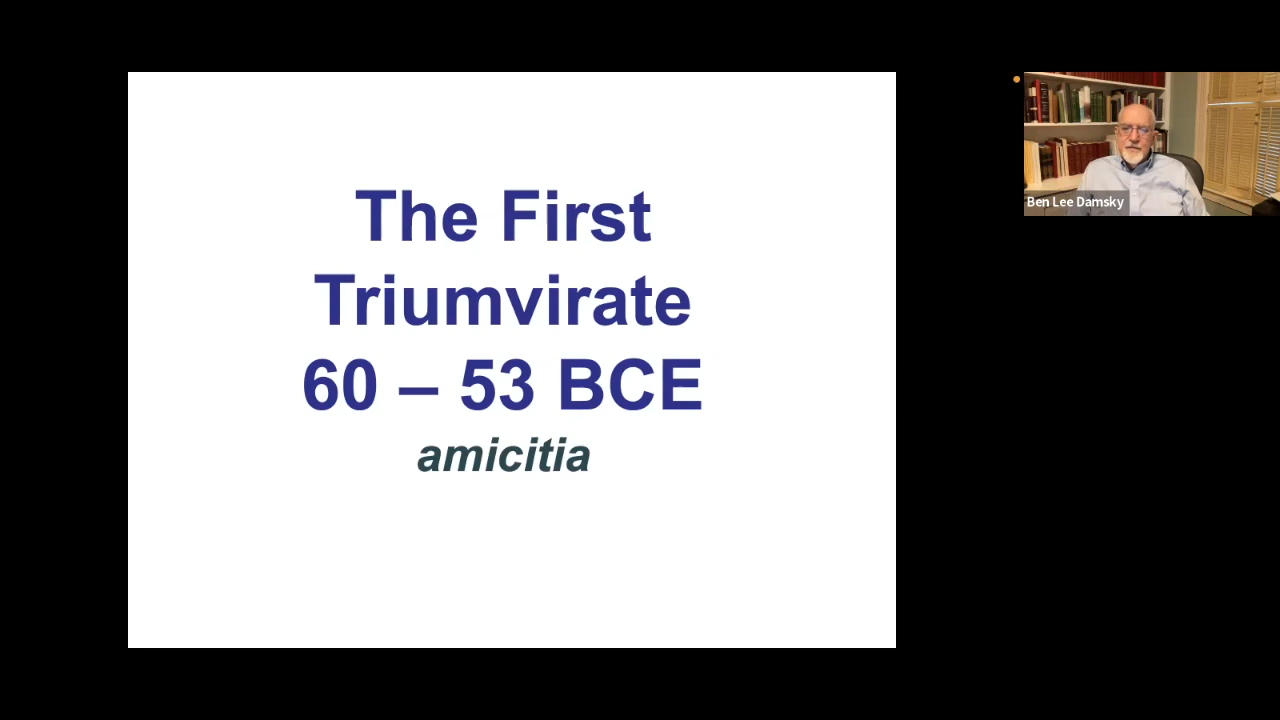 The First
Triumvirate
60 – 53 BCE
amicitia
Ben Lee Damsky